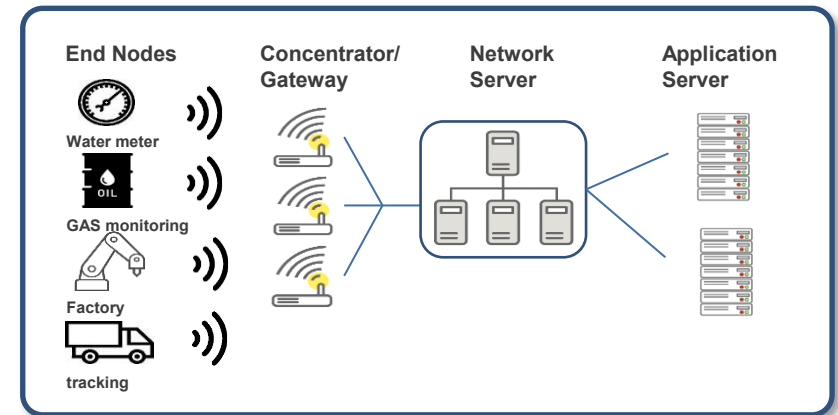 End Nodes
Concentrator/
Gateway
Network
Server
Application
Server
Water meter
OIL
GAS monitoring
Factory
tracking